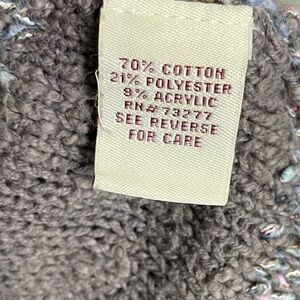 70% COTTON
21% POLYESTER
9% ACRYLIC
RN#73277
SEE REVERSE
FOR CARE